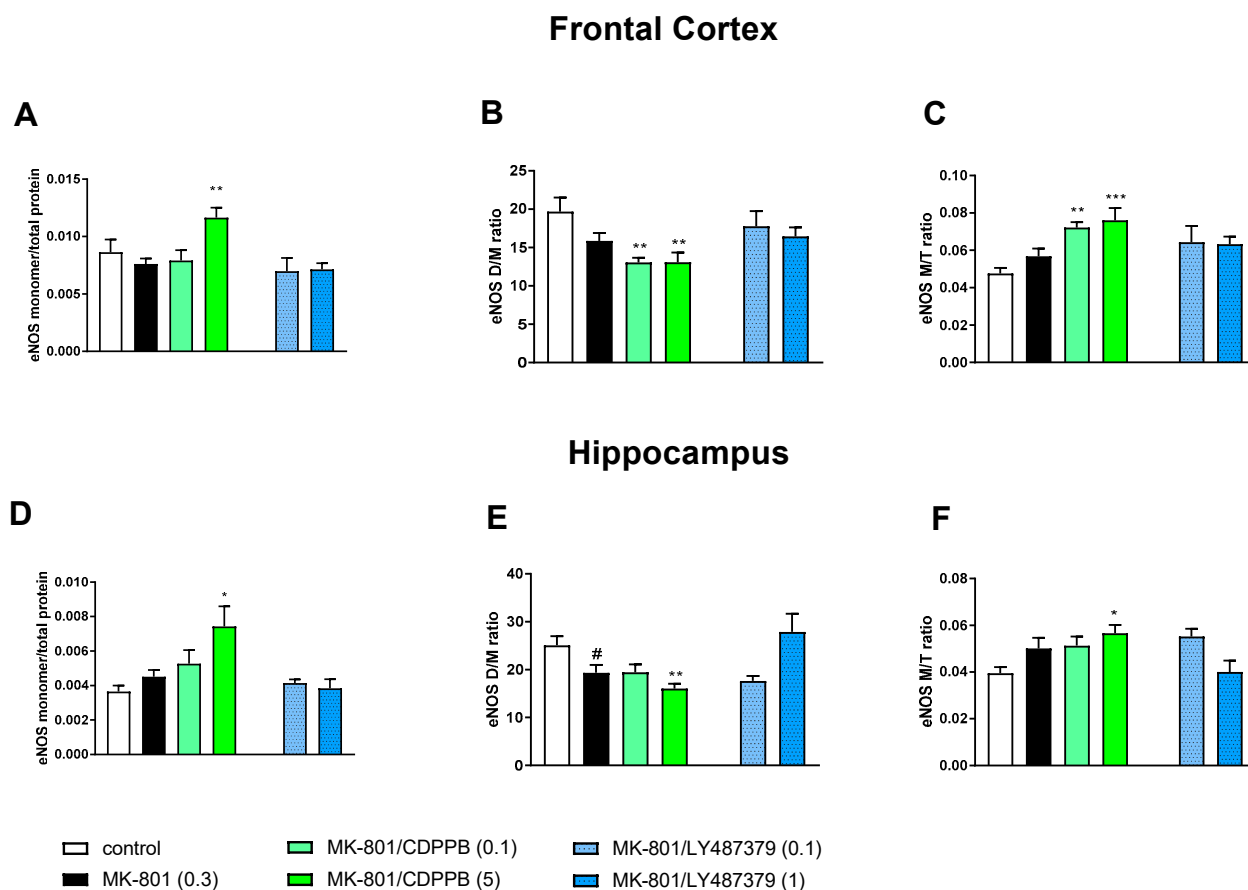 Frontal Cortex
A
eNOS monomer/total protein
0.015
0.010
0.005
0.000
**
B
eNOS D/M ratio
25
20
15
10
5
0
** **
C
eNOS M/T ratio
0.10
0.08
0.06
0.04
0.02
0.00
** ***
Hippocampus
D
eNOS monomer/total protein
0.010
0.008
0.006
0.004
0.002
0.000
*
E
eNOS D/M ratio
40
30
20
10
0
# **
F
eNOS M/T ratio
0.08
0.06
0.04
0.02
0.00
*
control
MK-801 (0.3)
MK-801/CDPPB (0.1)
MK-801/CDPPB (5)
MK-801/LY487379 (0.1)
MK-801/LY487379 (1)